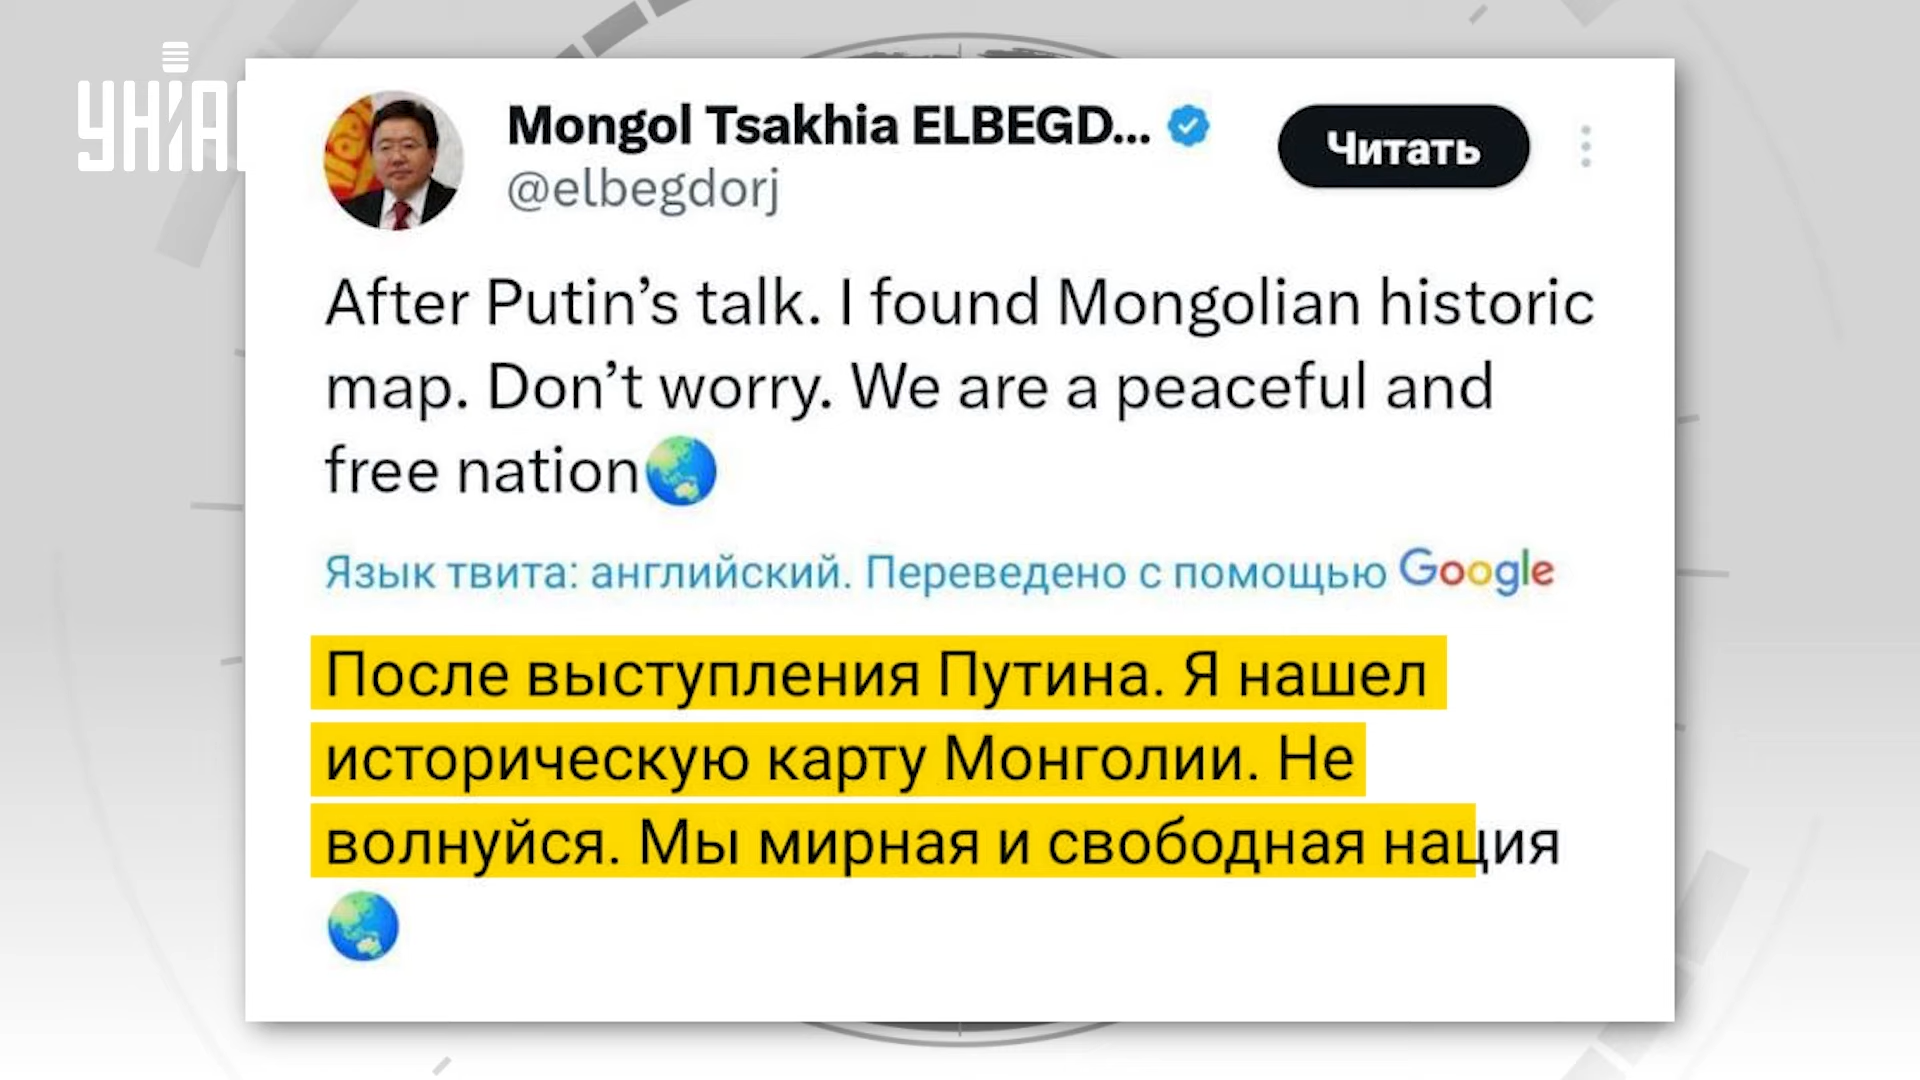 УНІА
Mongol Tsakhia ELBEGD...
Читать
@elbegdorj
After Putin’s talk. I found Mongolian historic
map. Don’t worry. We are a peaceful and
free nation🌏
Язык твита: английский. Переведено с помощью Google
После выступления Путина. Я нашел
историческую карту Монголии. Не
волнуйся. Мы мирная и свободная нация
🌏